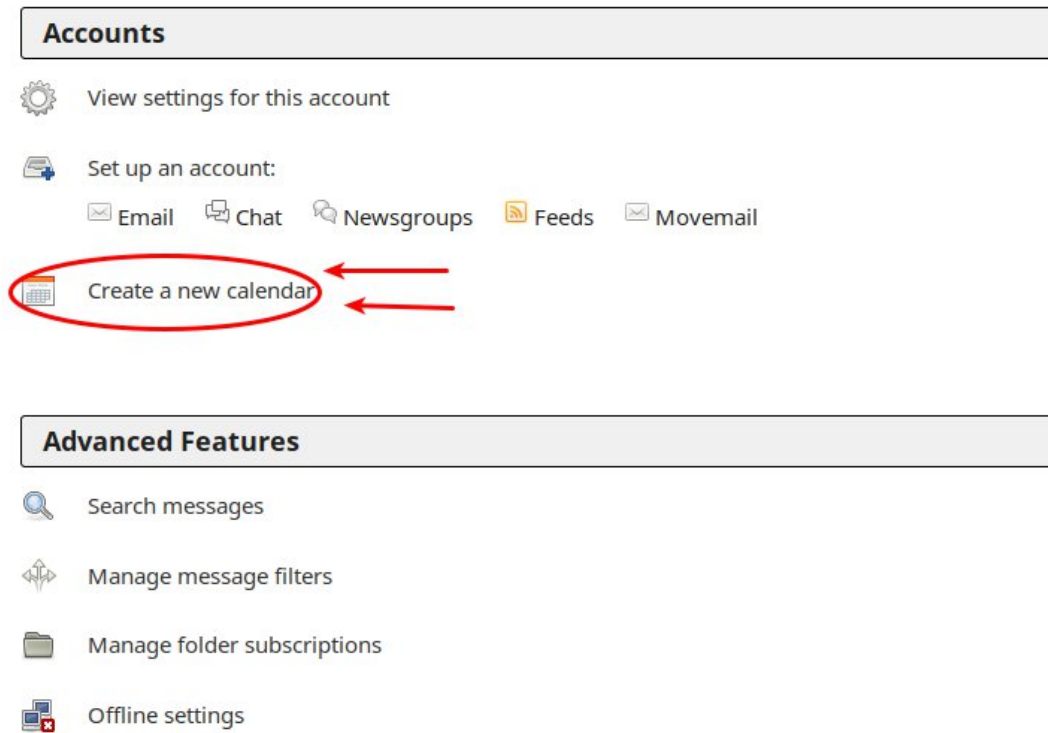 Accounts
View settings for this account
Set up an account:
Email Chat Newsgroups Feeds Movemail
Create a new calendar
Advanced Features
Search messages
Manage message filters
Manage folder subscriptions
Offline settings